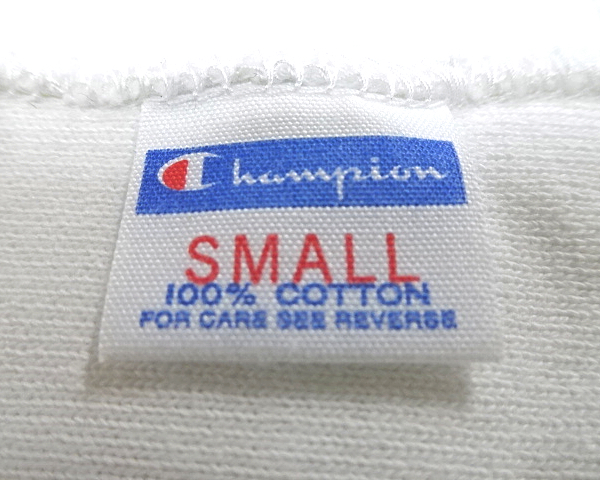 Champion
SMALL
100% COTTON
FOR CARE SEE REVERSE